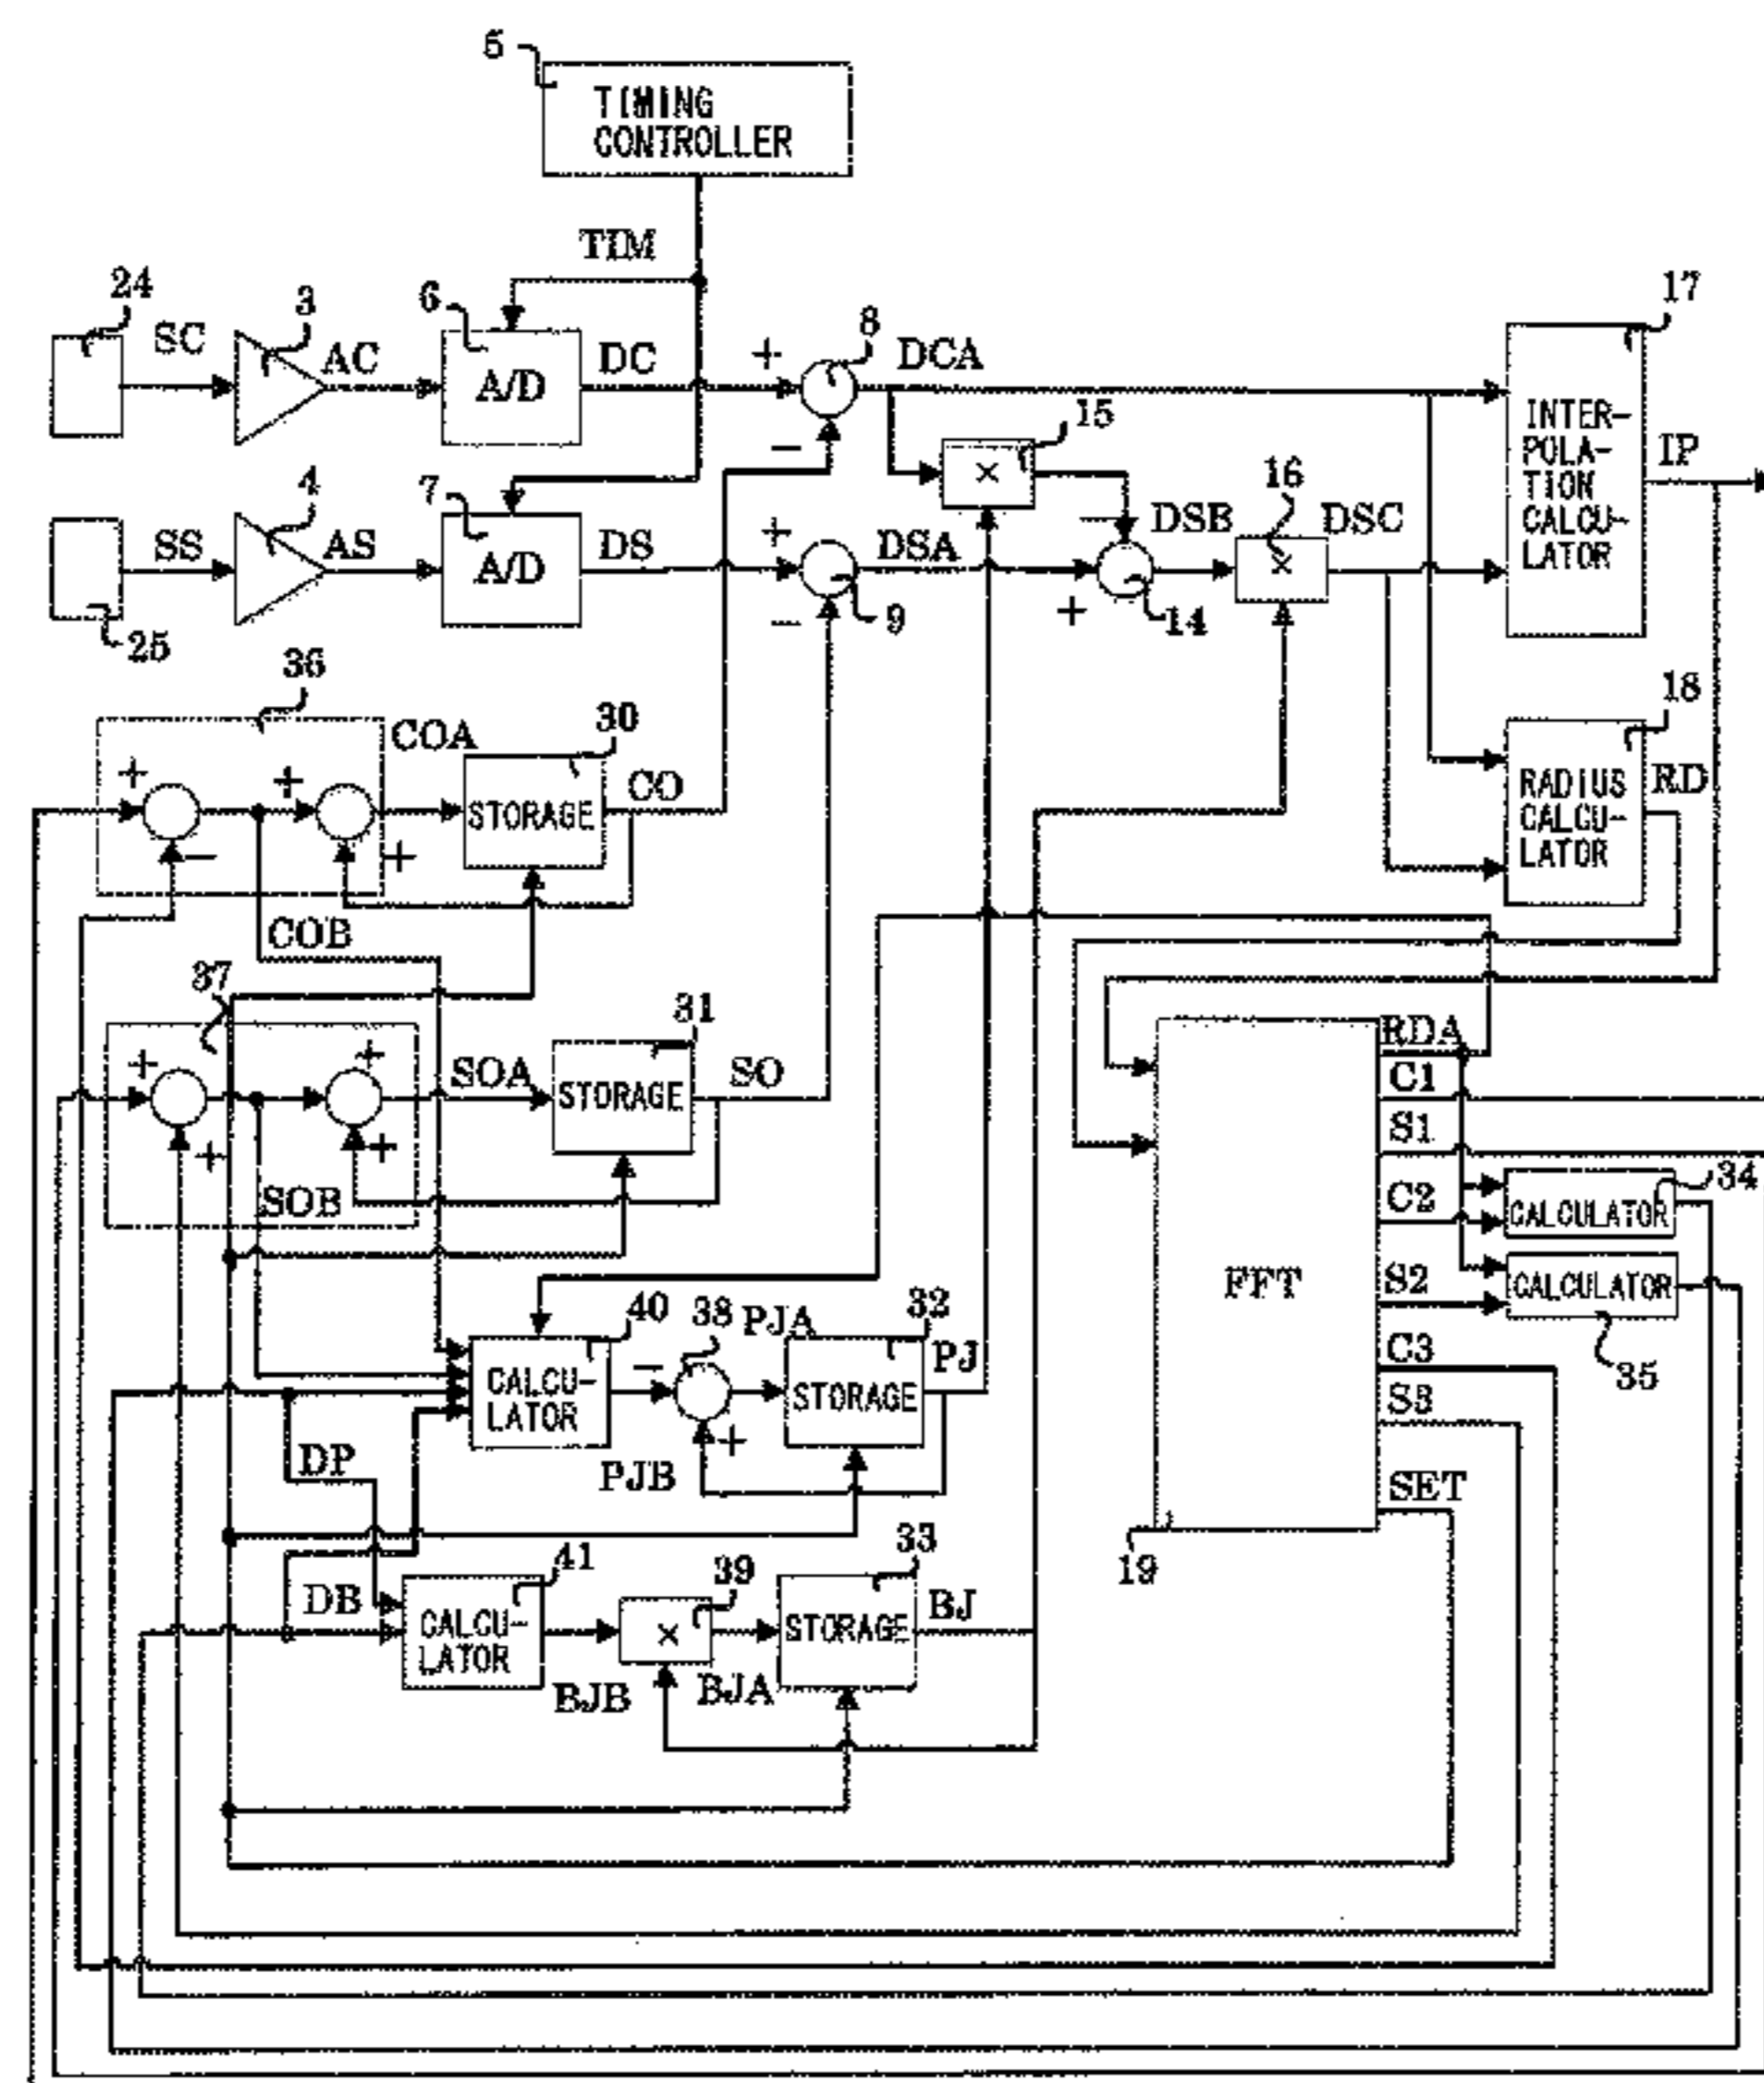 5
TIMING
CONTROLLER
TIM
24
SC
3
AC
6
A/D
DC
+
8
DCA
17
INTER-
POLA-
TION
CALCU-
LATOR
IP
−
15
×
25
SS
4
AS
7
A/D
DS
+
DSA
−
9
−
DSB
+
14
16
×
DSC
36
COA
30
STORAGE
CO
+
−
+
+
COB
18
RADIUS
CALCU-
LATOR
RD
37
+
+
+
+
SOA
31
STORAGE
SO
SOB
FFT
19
RDA
C1
S1
C2
S2
C3
S3
SET
34
CALCULATOR
CALCULATOR
35
40
CALCU-
LATOR
−
38
+
PJA
32
STORAGE
PJ
PJB
DP
DB
41
CALCU-
LATOR
BJB
×
39
BJA
33
STORAGE
BJ